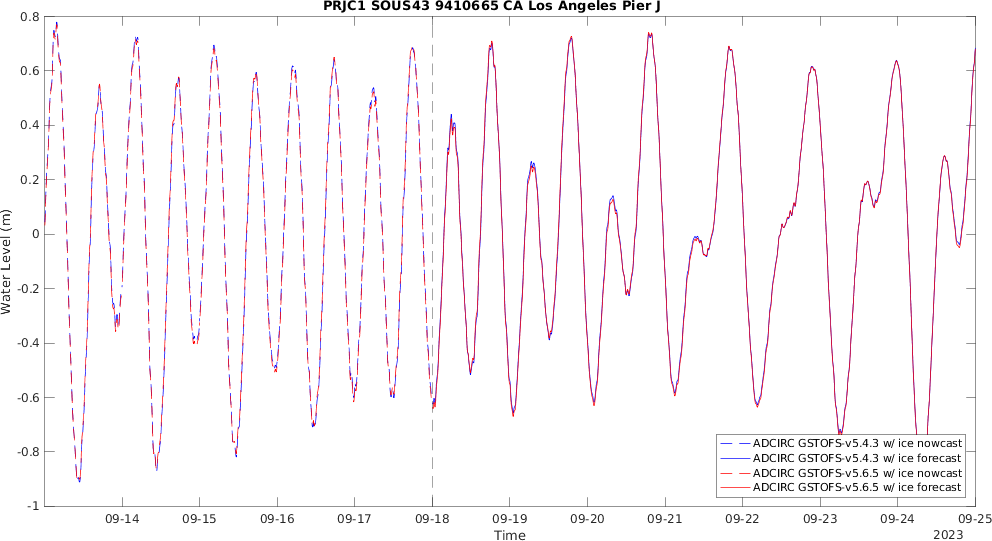 PRJC1 SOUS43 9410665 CA Los Angeles Pier J
0.8
0.6
0.4
0.2
0
-0.2
-0.4
-0.6
-0.8
-1
Water Level (m)
09-14 09-15 09-16 09-17 09-18 09-19 09-20 09-21 09-22 09-23 09-24 09-25
Time
2023
ADCIRC GSTOFS-v5.4.3 w/ ice nowcast
ADCIRC GSTOFS-v5.4.3 w/ ice forecast
ADCIRC GSTOFS-v5.6.5 w/ ice nowcast
ADCIRC GSTOFS-v5.6.5 w/ ice forecast